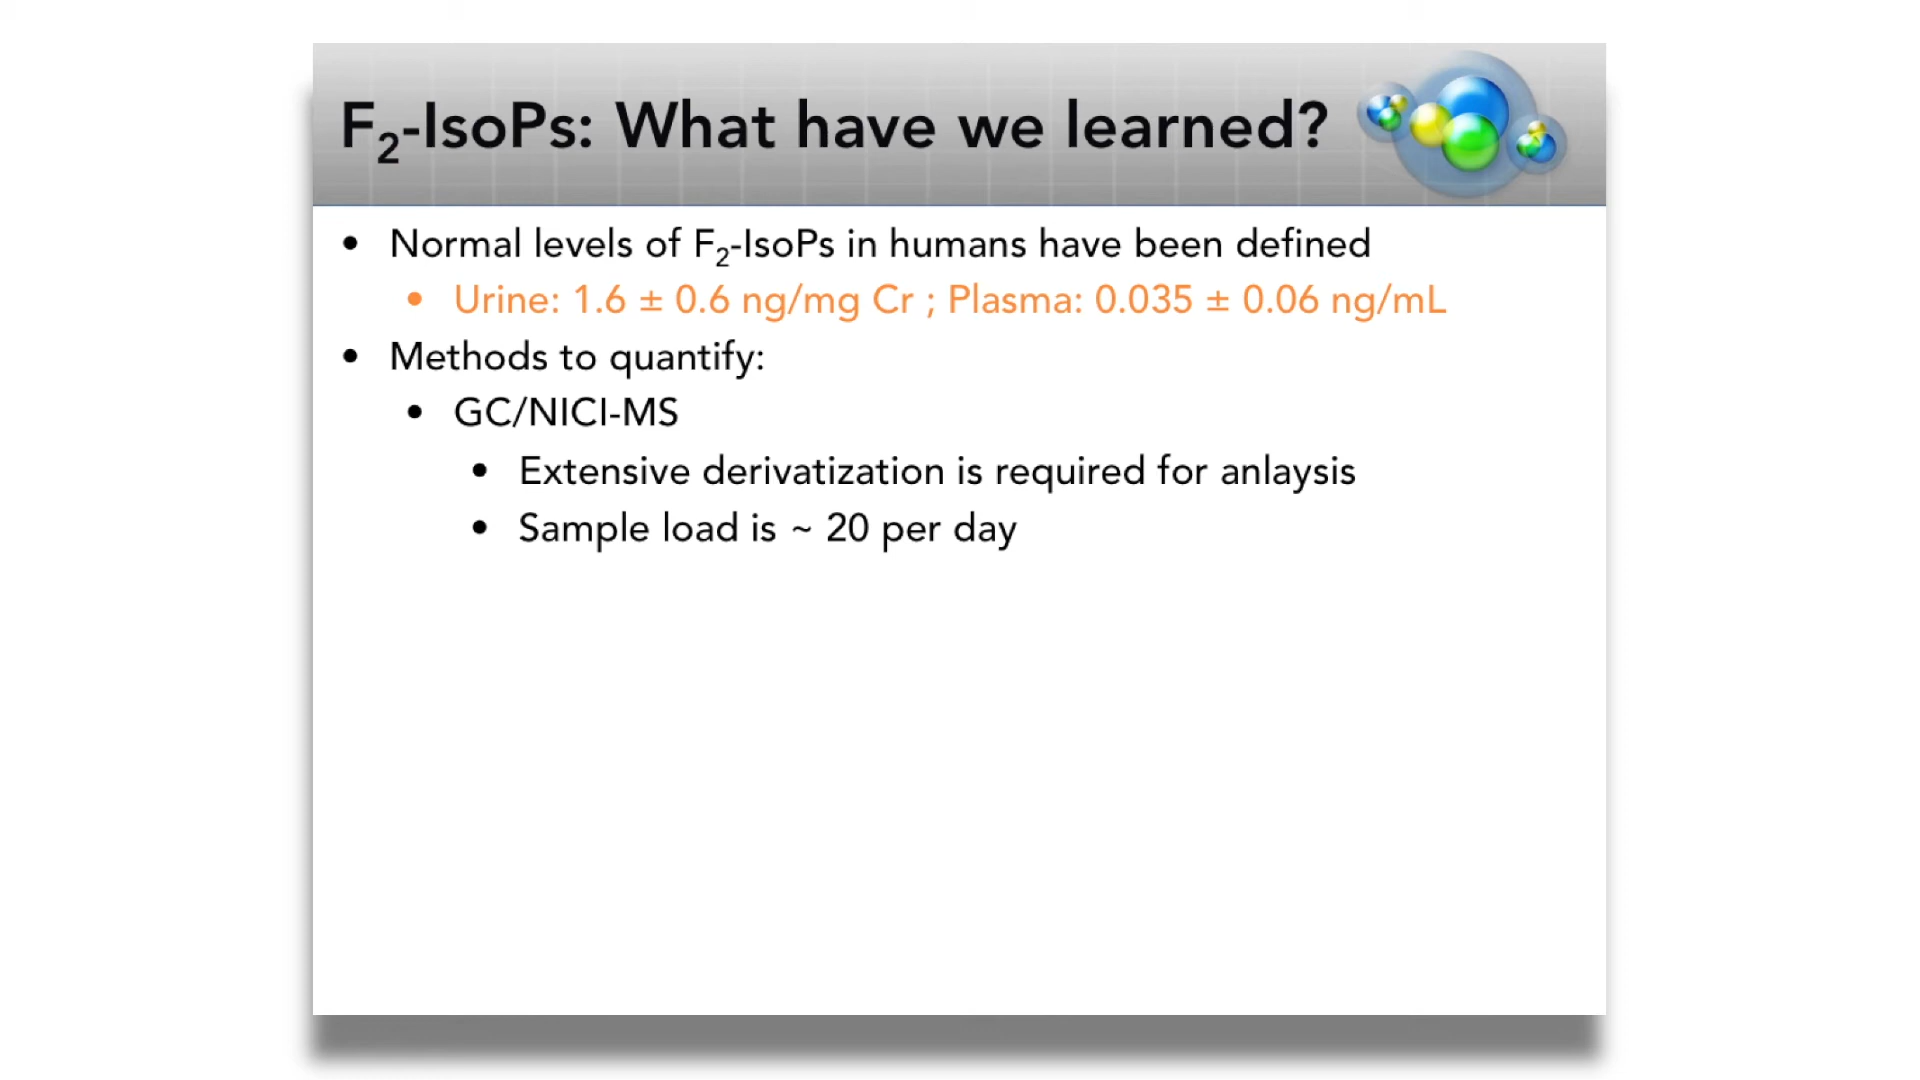 F2-IsoPs: What have we learned?
• Normal levels of F2-IsoPs in humans have been defined
• Urine: 1.6 ± 0.6 ng/mg Cr ; Plasma: 0.035 ± 0.06 ng/mL
• Methods to quantify:
• GC/NICI-MS
• Extensive derivatization is required for anlaysis
• Sample load is ~ 20 per day